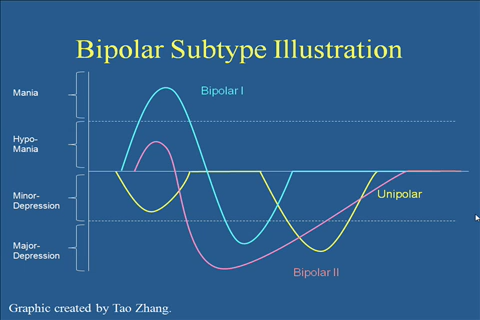 Bipolar Subtype Illustration
Mania
Bipolar I
Hypo-
Mania
Minor-
Depression
Unipolar
Major-
Depression
Bipolar II
Graphic created by Tao Zhang.